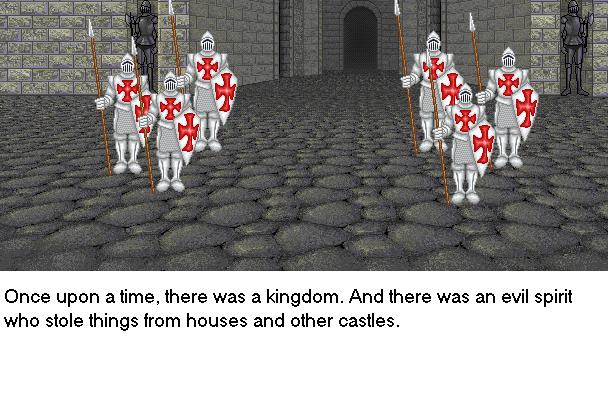 Once upon a time, there was a kingdom. And there was an evil spirit
who stole things from houses and other castles.